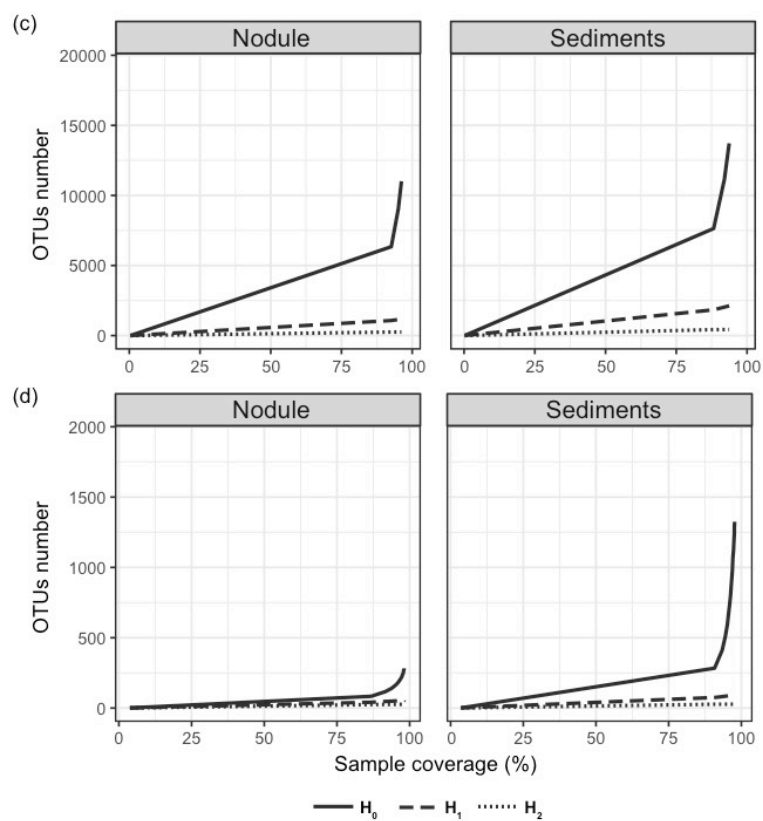 (c)
Nodule
Sediments
20000
15000
10000
5000
0
OTUs number
0 25 50 75 100
0 25 50 75 100
(d)
Nodule
Sediments
2000
1500
1000
500
0
OTUs number
0 25 50 75 100
0 25 50 75 100
Sample coverage (%)
H₀ H₁ H₂